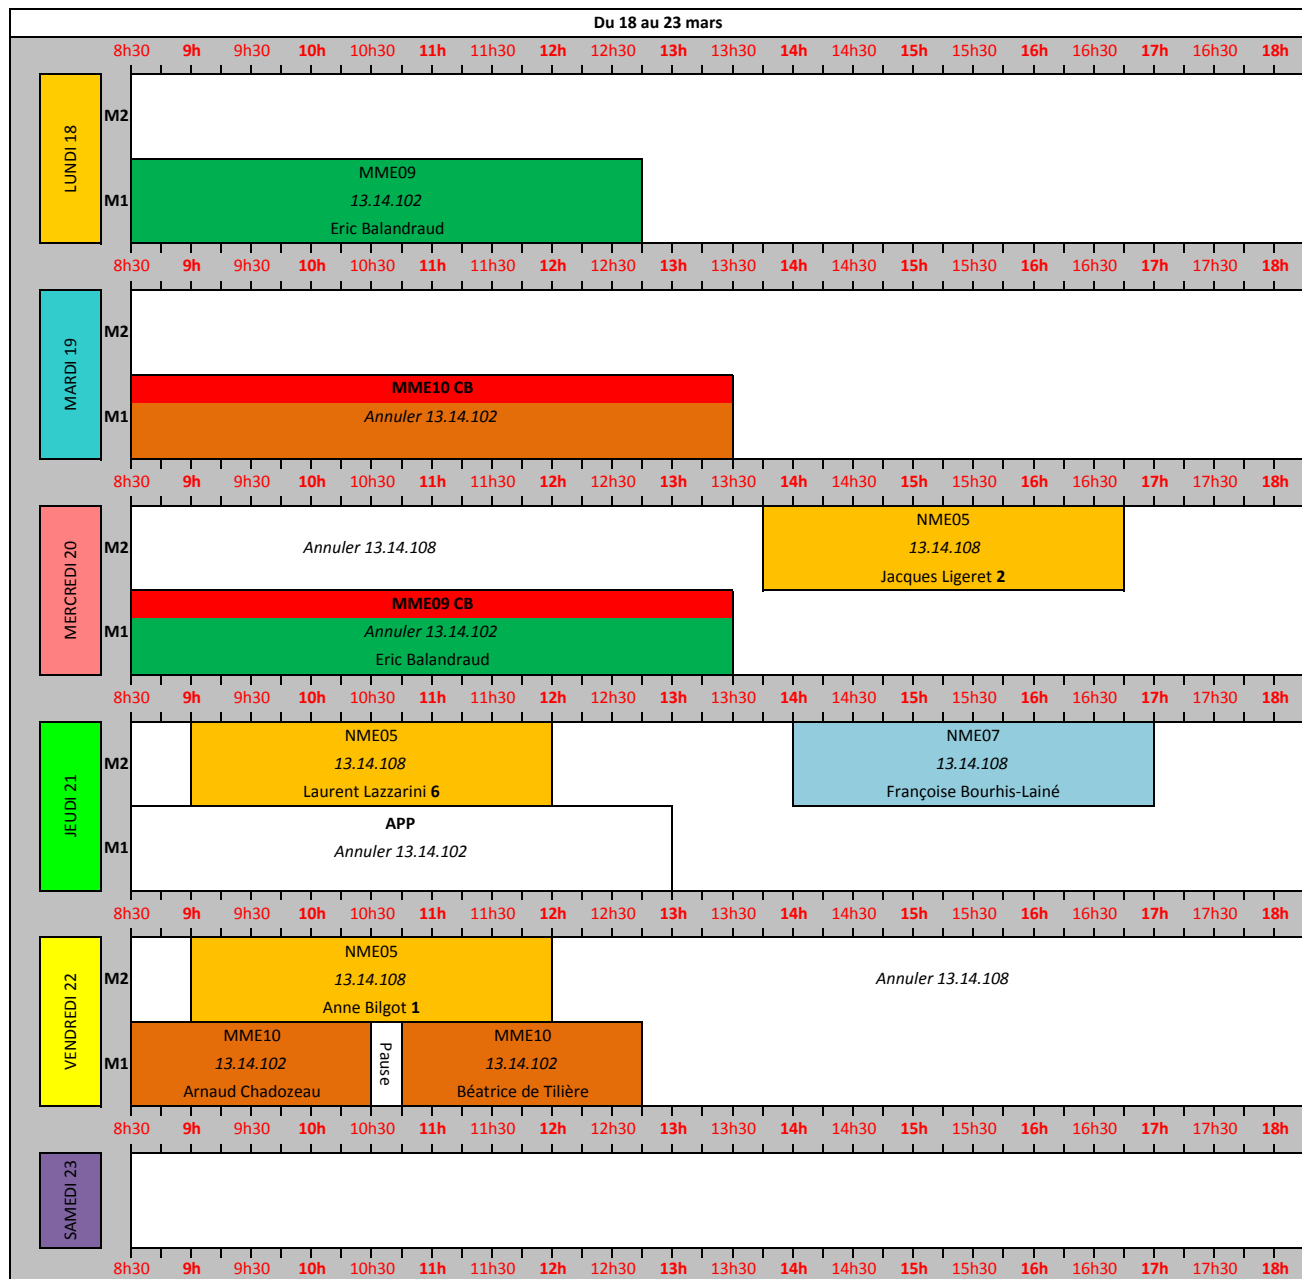 Du 18 au 23 mars
8h30 9h 9h30 10h 10h30 11h 11h30 12h 12h30 13h 13h30 14h 14h30 15h 15h30 16h 16h30 17h 16h30 18h
LUNDI 18
M2
M1
MME09
13.14.102
Eric Balandraud
8h30 9h 9h30 10h 10h30 11h 11h30 12h 12h30 13h 13h30 14h 14h30 15h 15h30 16h 16h30 17h 17h30 18h
MARDI 19
M2
M1
MME10 CB
Annuler 13.14.102
8h30 9h 9h30 10h 10h30 11h 11h30 12h 12h30 13h 13h30 14h 14h30 15h 15h30 16h 16h30 17h 17h30 18h
MERCREDI 20
M2
Annuler 13.14.108
NME05
13.14.108
Jacques Ligeret 2
M1
MME09 CB
Annuler 13.14.102
Eric Balandraud
8h30 9h 9h30 10h 10h30 11h 11h30 12h 12h30 13h 13h30 14h 14h30 15h 15h30 16h 16h30 17h 17h30 18h
JEUDI 21
M2
NME05
13.14.108
Laurent Lazzarini 6
NME07
13.14.108
Françoise Bourhis-Lainé
M1
APP
Annuler 13.14.102
8h30 9h 9h30 10h 10h30 11h 11h30 12h 12h30 13h 13h30 14h 14h30 15h 15h30 16h 16h30 17h 17h30 18h
VENDREDI 22
M2
NME05
13.14.108
Anne Bilgot 1
Annuler 13.14.108
M1
MME10
13.14.102
Arnaud Chadozeau
Pause
MME10
13.14.102
Béatrice de Tilière
8h30 9h 9h30 10h 10h30 11h 11h30 12h 12h30 13h 13h30 14h 14h30 15h 15h30 16h 16h30 17h 17h30 18h
SAMEDI 23
8h30 9h 9h30 10h 10h30 11h 11h30 12h 12h30 13h 13h30 14h 14h30 15h 15h30 16h 16h30 17h 17h30 18h